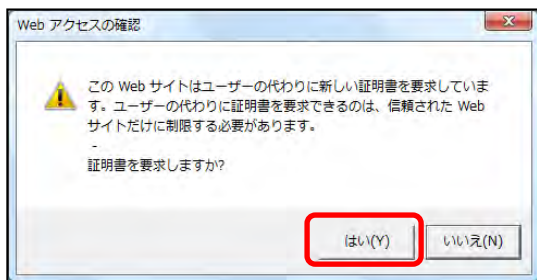 Web アクセスの確認
この Web サイトはユーザーの代わりに新しい証明書を要求していま
す。ユーザーの代わりに証明書を要求できるのは、信頼された Web
サイトだけに制限する必要があります。
-
証明書を要求しますか?
はい(Y) いいえ(N)